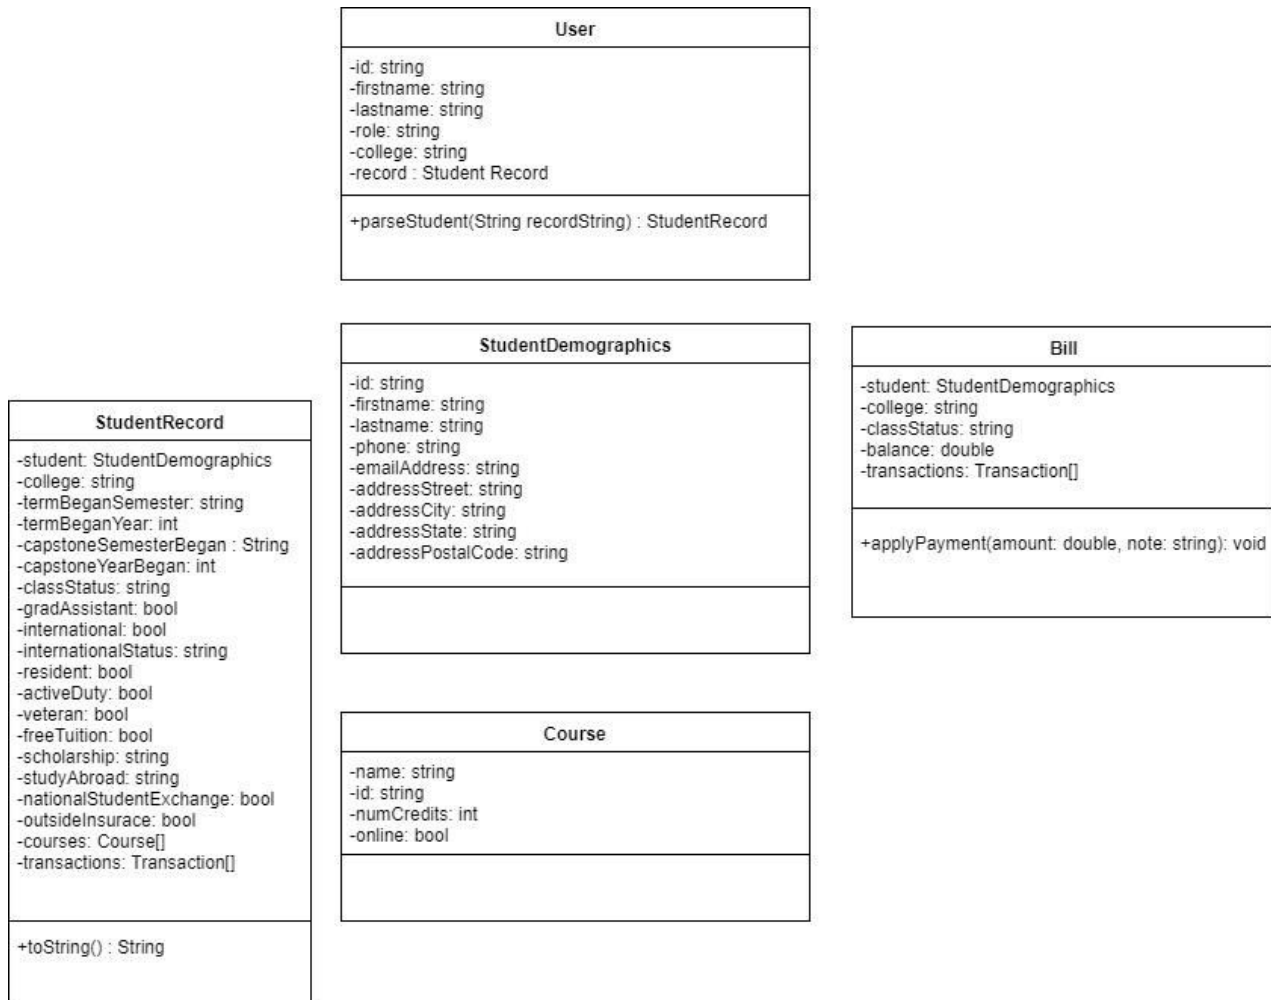 User
-id: string
-firstname: string
-lastname: string
-role: string
-college: string
-record : Student Record
+parseStudent(String recordString) : StudentRecord
StudentDemographics
-id: string
-firstname: string
-lastname: string
-phone: string
-emailAddress: string
-addressStreet: string
-addressCity: string
-addressState: string
-addressPostalCode: string
Bill
-student: StudentDemographics
-college: string
-classStatus: string
-balance: double
-transactions: Transaction[]
+applyPayment(amount: double, note: string): void
StudentRecord
-student: StudentDemographics
-college: string
-termBeganSemester: string
-termBeganYear: int
-capstoneSemesterBegan : String
-capstoneYearBegan: int
-classStatus: string
-gradAssistant: bool
-international: bool
-internationalStatus: string
-resident: bool
-activeDuty: bool
-veteran: bool
-freeTuition: bool
-scholarship: string
-studyAbroad: string
-nationalStudentExchange: bool
-outsideInsurace: bool
-courses: Course[]
-transactions: Transaction[]
+toString() : String
Course
-name: string
-id: string
-numCredits: int
-online: bool